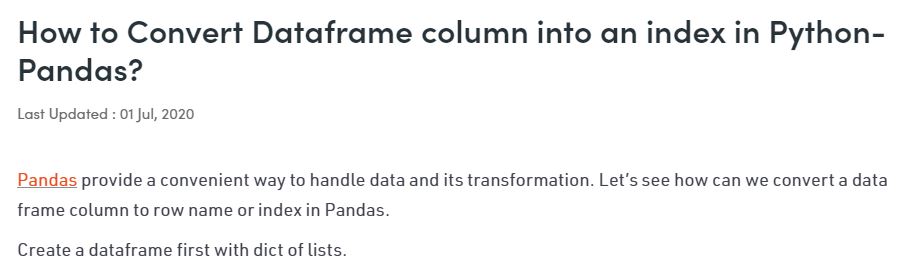 How to Convert Dataframe column into an index in Python-
Pandas?
Last Updated : 01 Jul, 2020
Pandas provide a convenient way to handle data and its transformation. Let’s see how can we convert a data
frame column to row name or index in Pandas.
Create a dataframe first with dict of lists.